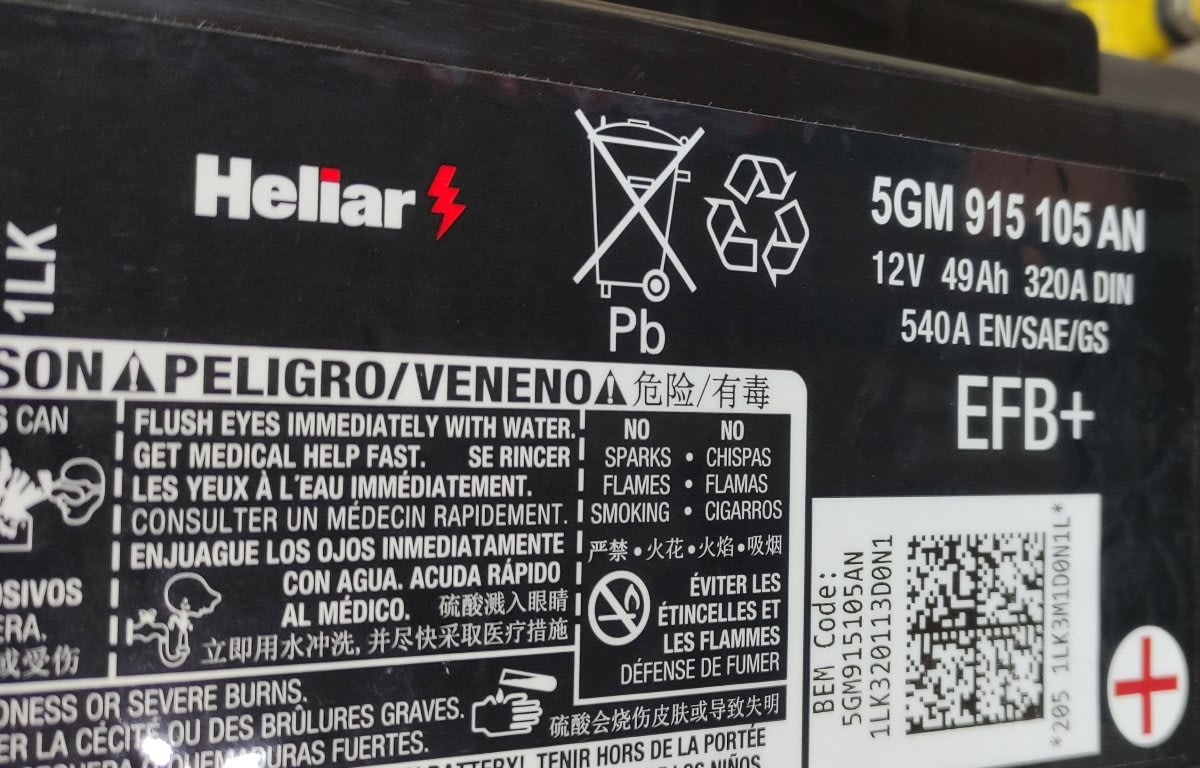 Heliar
Pb
5GM 915 105 AN
12V 49Ah 320A DIN
540A EN/SAE/GS
EFB+
1LK
SON ⚠ PELIGRO/VENENO ⚠ 危险/有毒
CAN
FLUSH EYES IMMEDIATELY WITH WATER.
GET MEDICAL HELP FAST. SE RINCER
LES YEUX À L'EAU IMMÉDIATEMENT.
CONSULTER UN MÉDECIN RAPIDEMENT.
ENJUAGUE LOS OJOS INMEDIATAMENTE
CON AGUA. ACUDA RÁPIDO
AL MÉDICO. 硫酸溅入眼睛
立即用水冲洗, 并尽快采取医疗措施
OSIVOS
ERA.
或受伤
NO NO
SPARKS • CHISPAS
FLAMES • FLAMAS
SMOKING • CIGARROS
严禁•火花•火焰•吸烟
ÉVITER LES
ÉTINCELLES ET
LES FLAMMES
DÉFENSE DE FUMER
DNESS OR SEVERE BURNS.
ER LA CÉCITÉ OU DES BRÛLURES GRAVES.
QUEMADURAS FUERTES.
硫酸会烧伤皮肤或导致失明
TENIR HORS DE LA PORTÉE
LOS NIÑOS
BEM Code:
5GM915105AN
1LK320113D0N1
*205 1LK3M1D0N1L*